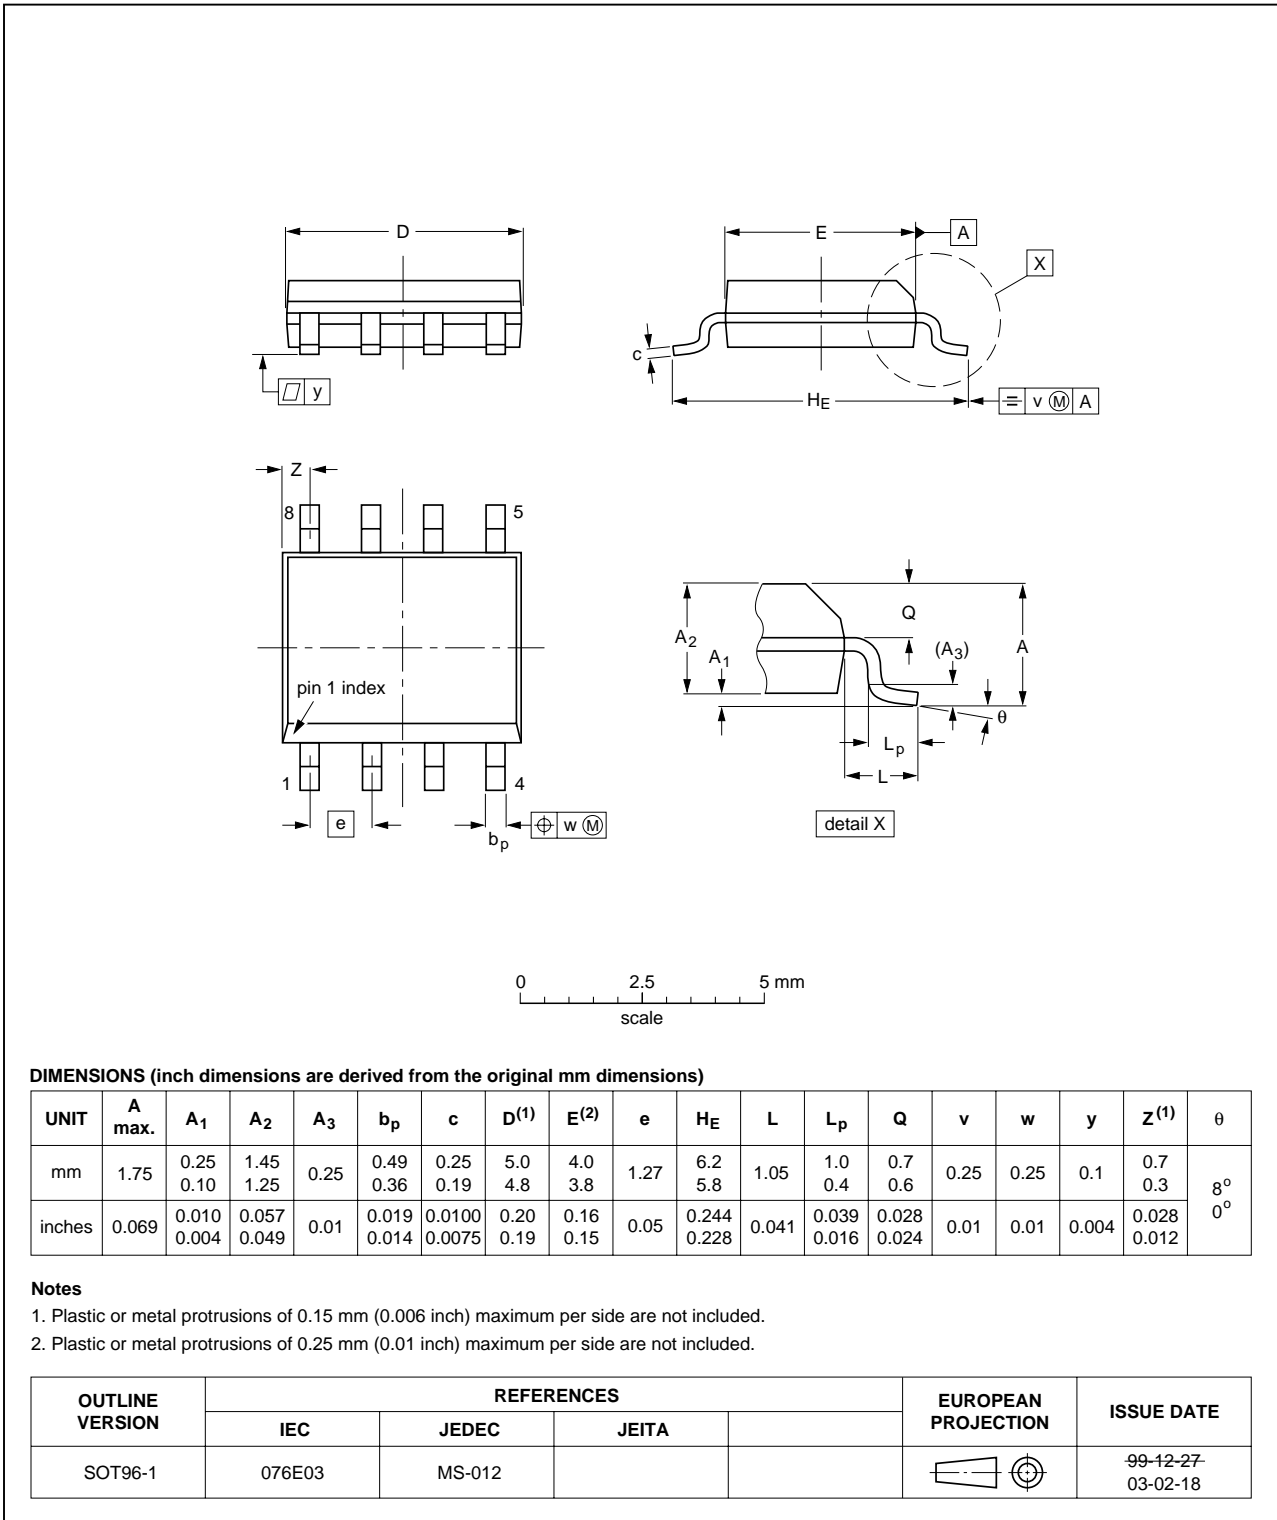 D
E
A
X
c
y
HE
v M A
Z
8
5
pin 1 index
1
4
e
bp
w M
A2
A1
Q
(A3)
A
θ
Lp
L
detail X
0 2.5 5 mm
scale
DIMENSIONS (inch dimensions are derived from the original mm dimensions)
UNIT A max. A1 A2 A3 bp c D(1) E(2) e HE L Lp Q v w y Z(1) θ
mm 1.75 0.25 0.10 1.45 1.25 0.25 0.49 0.36 0.25 0.19 5.0 4.8 4.0 3.8 1.27 6.2 5.8 1.05 1.0 0.4 0.7 0.6 0.25 0.25 0.1 0.7 0.3 8o 0o
inches 0.069 0.010 0.004 0.057 0.049 0.01 0.019 0.014 0.0100 0.0075 0.20 0.19 0.16 0.15 0.05 0.244 0.228 0.041 0.039 0.016 0.028 0.024 0.01 0.01 0.004 0.028 0.012
Notes
1. Plastic or metal protrusions of 0.15 mm (0.006 inch) maximum per side are not included.
2. Plastic or metal protrusions of 0.25 mm (0.01 inch) maximum per side are not included.
OUTLINE VERSION REFERENCES EUROPEAN PROJECTION ISSUE DATE
IEC JEDEC JEITA
SOT96-1 076E03 MS-012 99-12-27
03-02-18